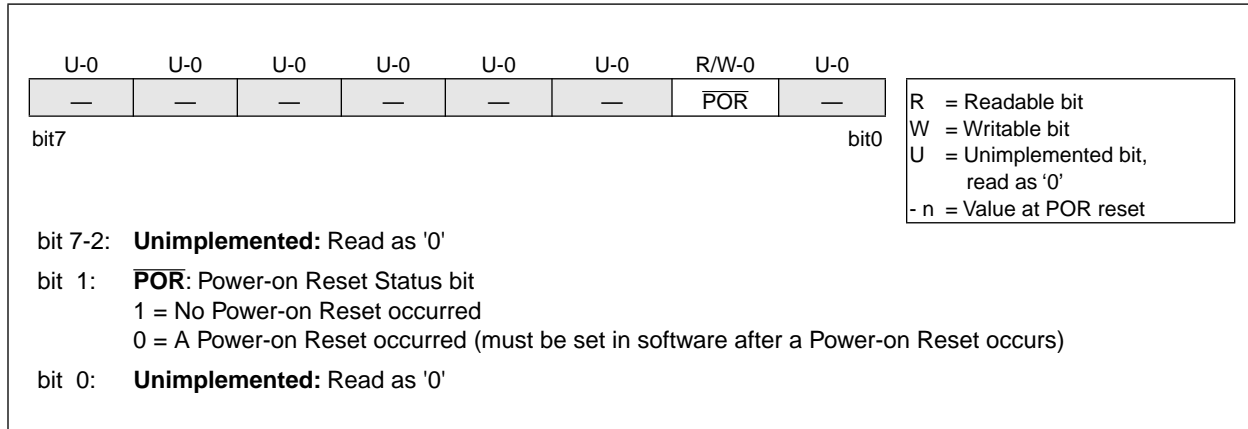 U-0 U-0 U-0 U-0 U-0 U-0 R/W-0 U-0
— — — — — — POR —
bit7 bit0
R = Readable bit
W = Writable bit
U = Unimplemented bit,
read as ‘0’
- n = Value at POR reset
bit 7-2: Unimplemented: Read as '0'
bit 1: POR: Power-on Reset Status bit
1 = No Power-on Reset occurred
0 = A Power-on Reset occurred (must be set in software after a Power-on Reset occurs)
bit 0: Unimplemented: Read as '0'